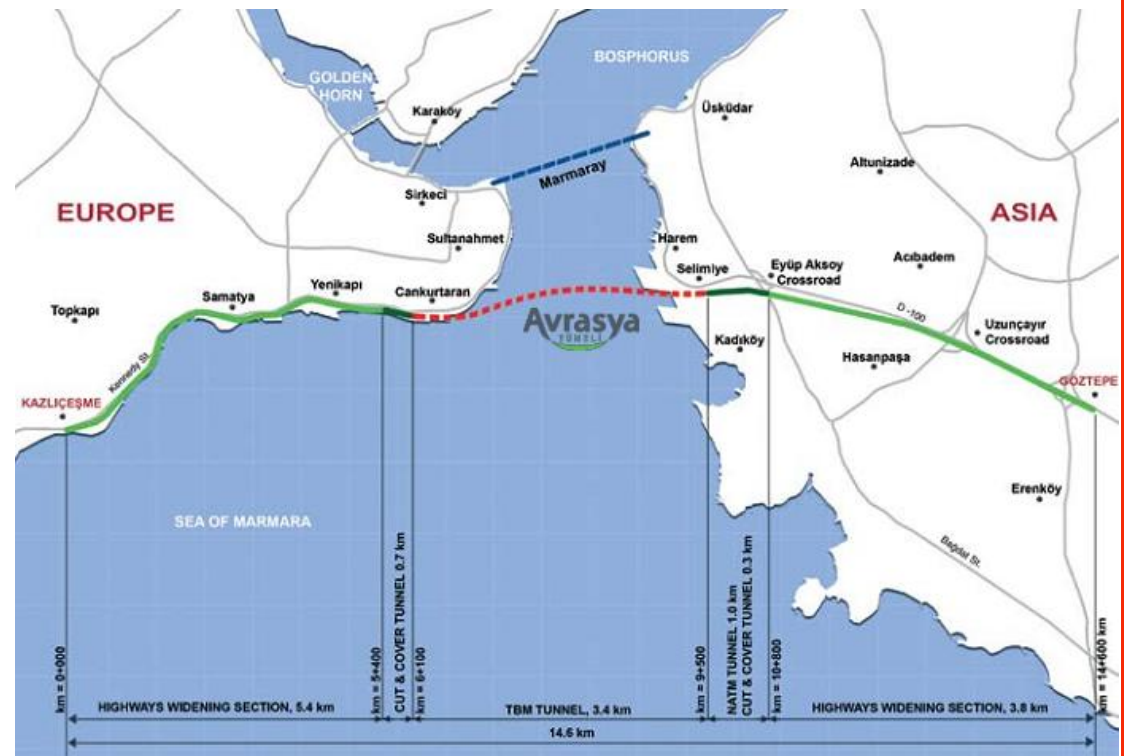 BOSPHORUS
GOLDEN
HORN
Karaköy
Üsküdar
Altunizade
Marmaray
Sirkeci
EUROPE
ASIA
Sultanahmet
Harem
Acıbadem
Eyüp Aksoy
Crossroad
Selimiye
Yenikapı
Cankurtaran
Samatya
Topkapı
D -100
Avrasya
TÜNELİ
Uzunçayır
Crossroad
Kadıköy
Hasanpaşa
Kennedy St.
KAZLIÇEŞME
GÖZTEPE
Erenköy
SEA OF MARMARA
Bağdat St.
km = 0+000
km = 5+400
CUT & COVER TUNNEL 0.7 km
km = 6+100
km = 9+500
NATM TUNNEL 1.0 km
CUT & COVER TUNNEL 0.3 km
km = 10+800
km = 14+600 km
HIGHWAYS WIDENING SECTION, 5.4 km
TBM TUNNEL, 3.4 km
HIGHWAYS WIDENING SECTION, 3.8 km
14.6 km